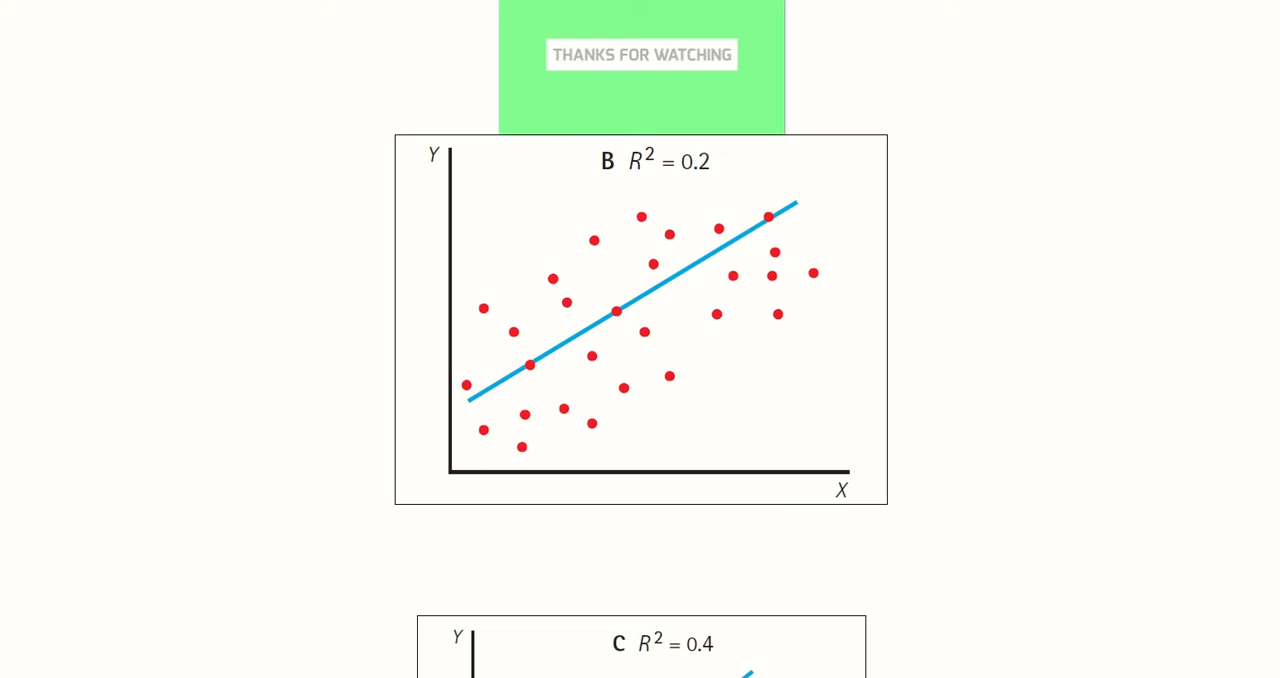 THANKS FOR WATCHING
Y
B R² = 0.2
X
Y
C R² = 0.4